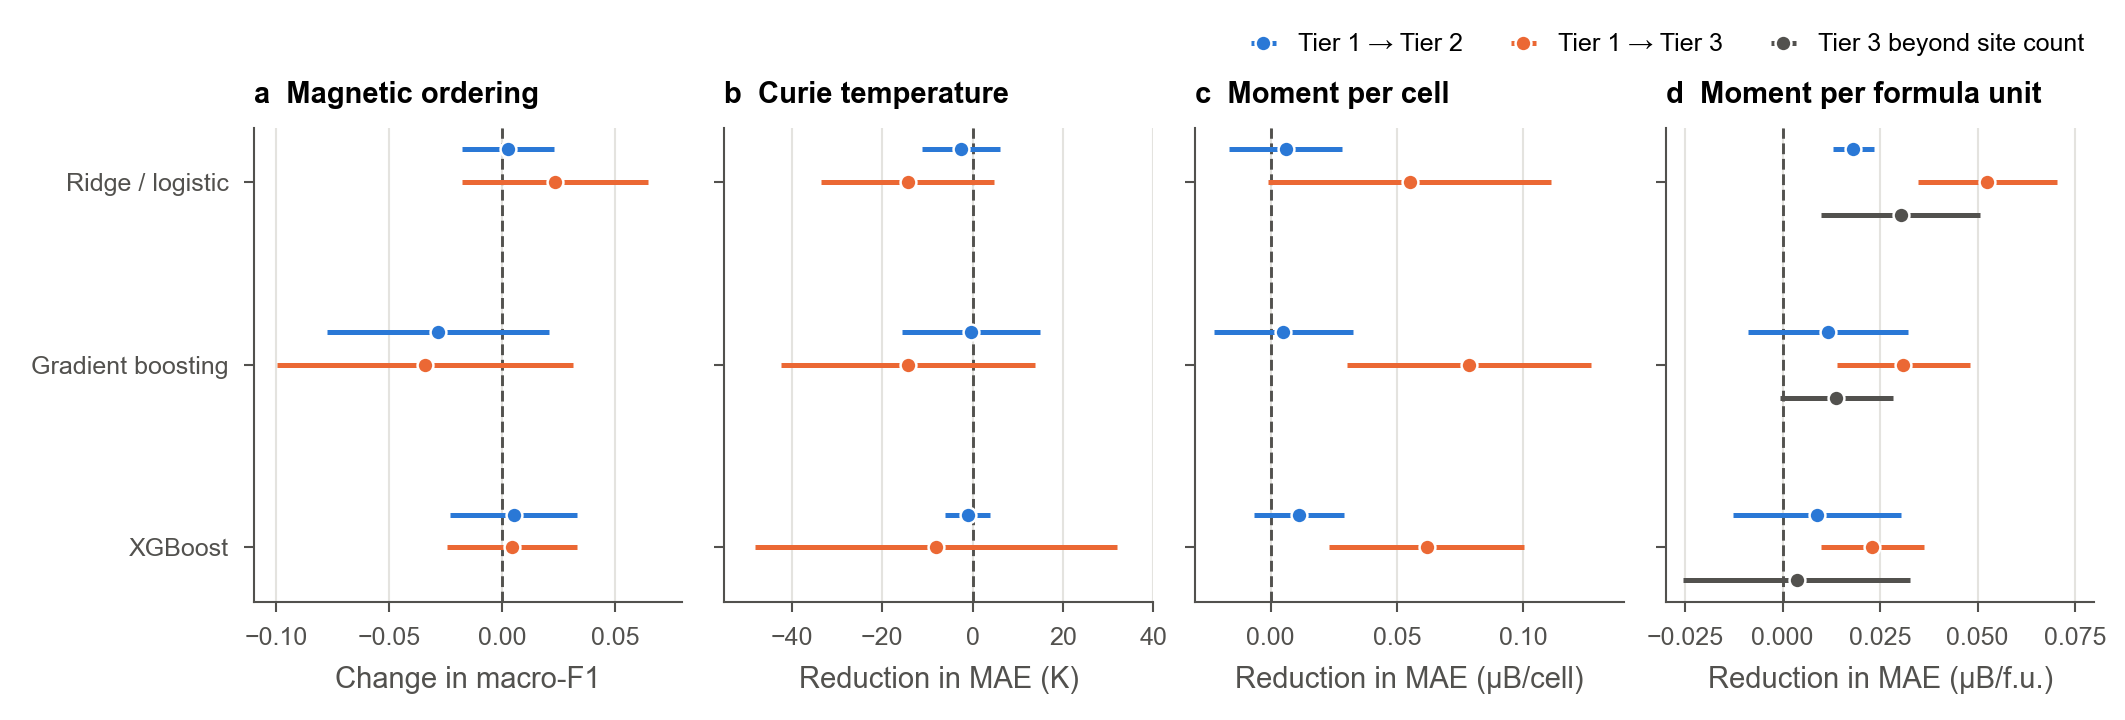 Tier 1 → Tier 2 Tier 1 → Tier 3 Tier 3 beyond site count
a Magnetic ordering
b Curie temperature
c Moment per cell
d Moment per formula unit
Ridge / logistic
Gradient boosting
XGBoost
−0.10 −0.05 0.00 0.05
−40 −20 0 20 40
0.00 0.05 0.10
−0.025 0.000 0.025 0.050 0.075
Change in macro-F1
Reduction in MAE (K)
Reduction in MAE (μB/cell)
Reduction in MAE (μB/f.u.)